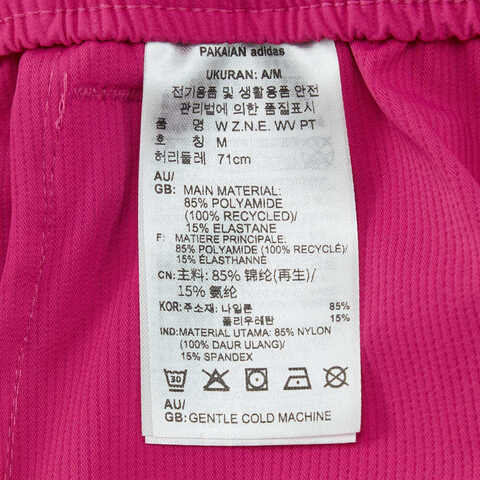 PAKAIAN adidas
UKURAN: A/M
전기용품 및 생활용품 안전
관리법에 의한 품질표시
품 명 W Z.N.E. WV PT
호 칭 M
허리둘레 71cm
AU/
GB: MAIN MATERIAL:
85% POLYAMIDE
(100% RECYCLED)/
15% ELASTANE
F: MATIERE PRINCIPALE:
85% POLYAMIDE (100% RECYCLÉ)/
15% ÉLASTHANNE
CN: 主料: 85% 锦纶(再生)/
15% 氨纶
KOR: 주소재: 나일론 85%
폴리우레탄 15%
IND: MATERIAL UTAMA: 85% NYLON
(100% DAUR ULANG)/
15% SPANDEX
30
AU/
GB: GENTLE COLD MACHINE